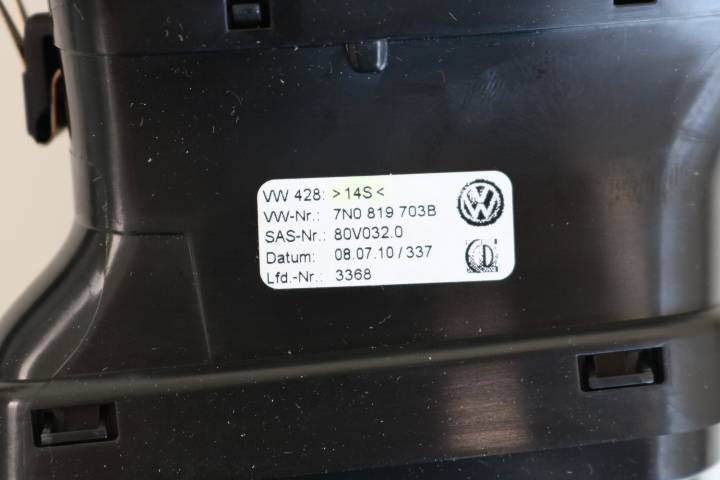 VW 428: >14S<
VW-Nr.: 7N0 819 703B
SAS-Nr.: 80V032.0
Datum: 08.07.10/337
Lfd.-Nr.: 3368